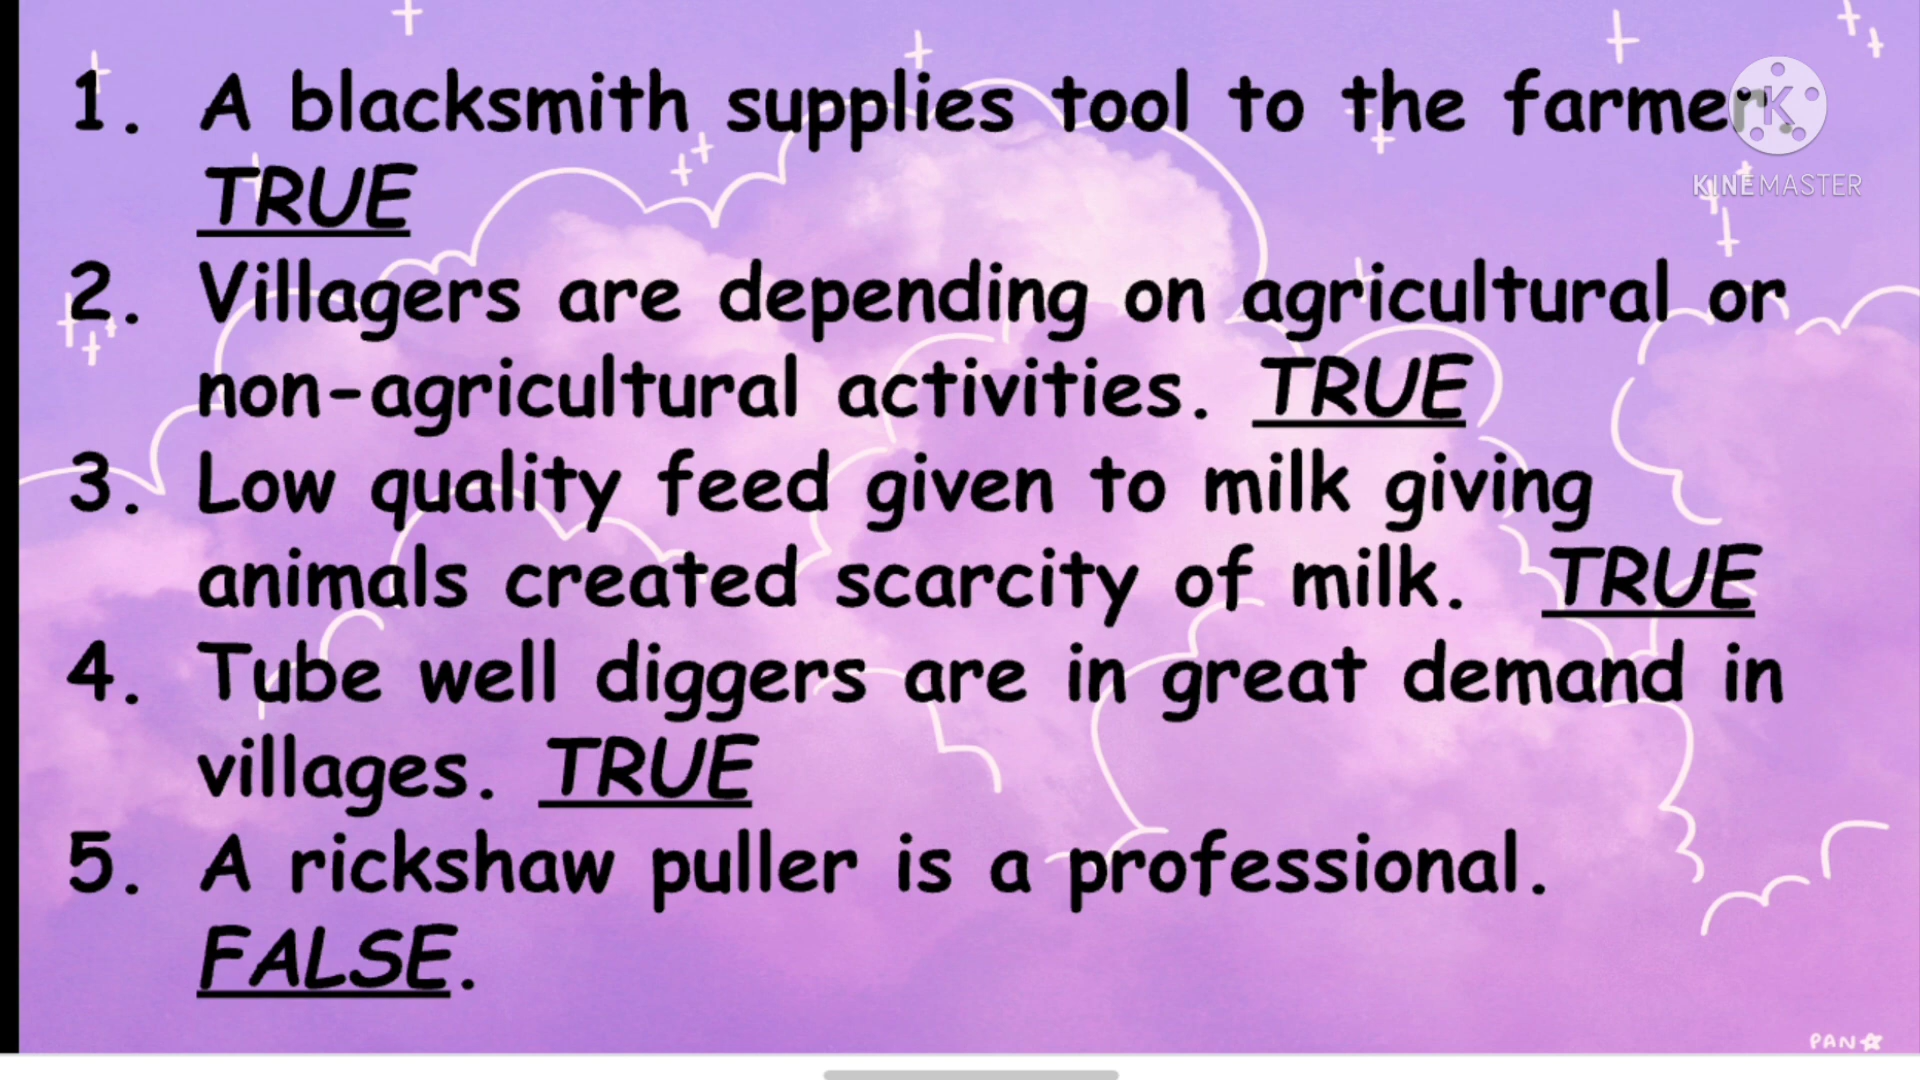 1. A blacksmith supplies tool to the farmer.
TRUE
2. Villagers are depending on agricultural or
non-agricultural activities. TRUE
3. Low quality feed given to milk giving
animals created scarcity of milk. TRUE
4. Tube well diggers are in great demand in
villages. TRUE
5. A rickshaw puller is a professional.
FALSE.
K
KINEMASTER
PAN